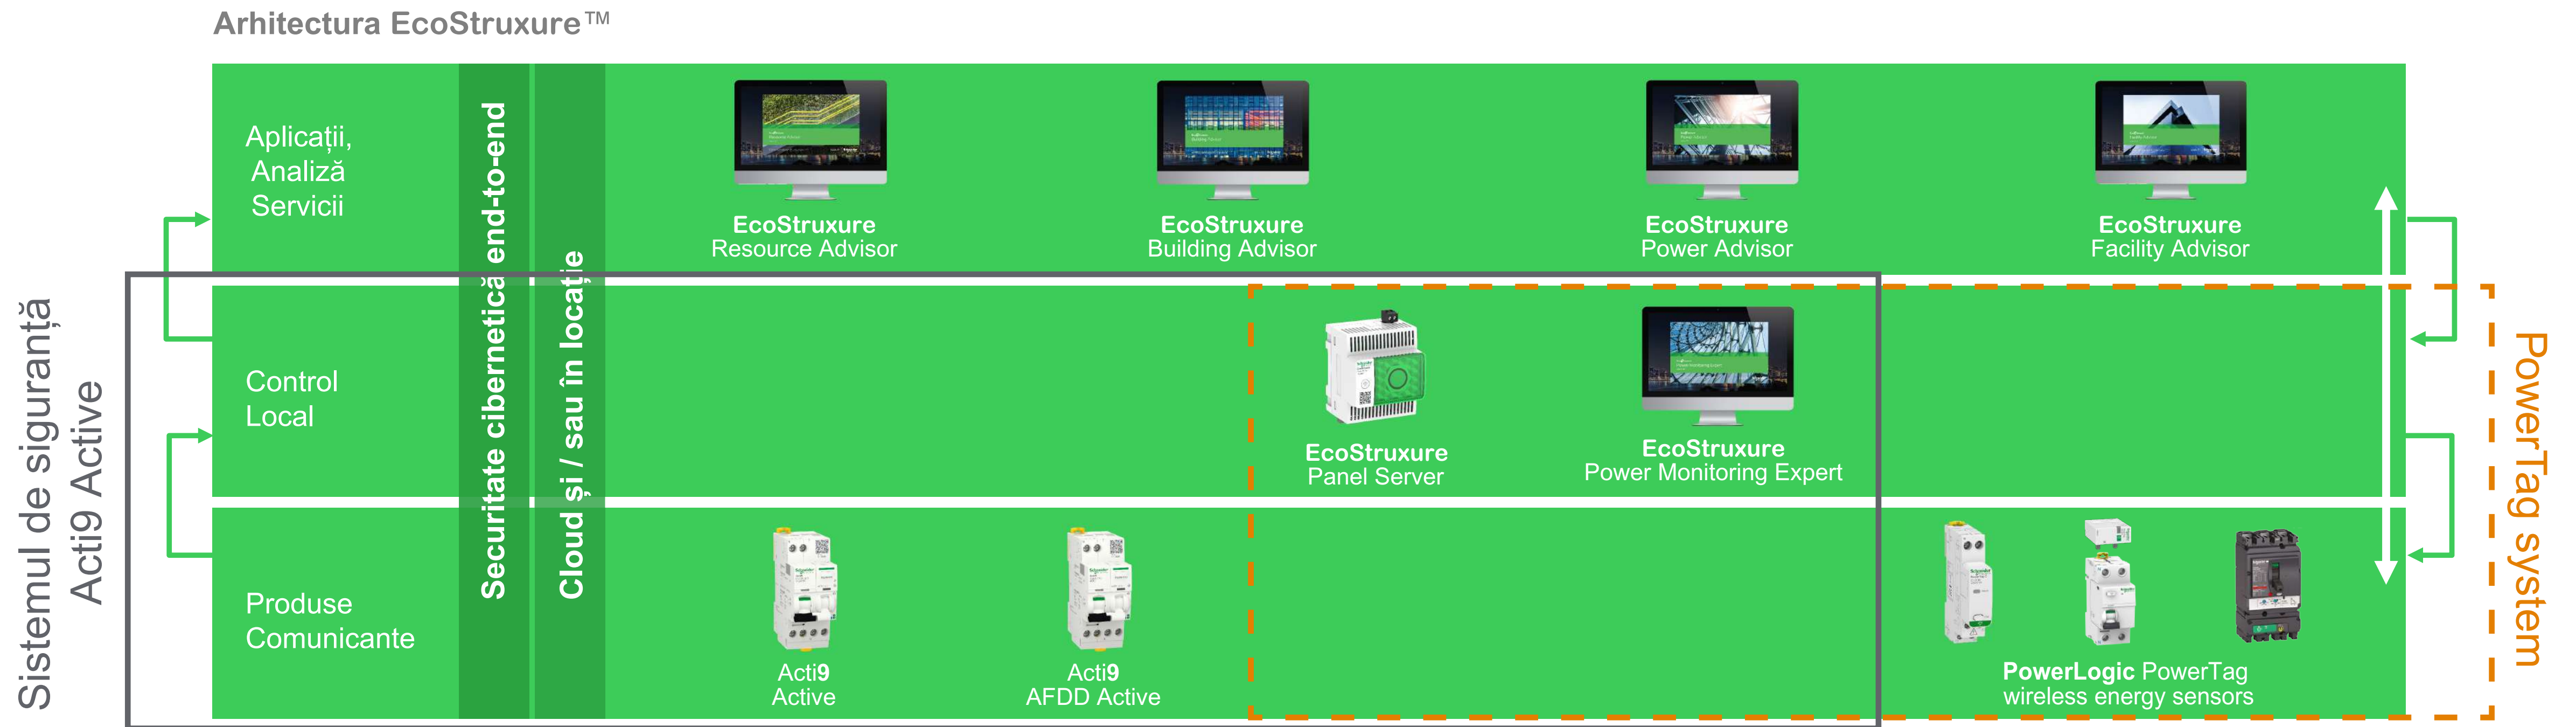 Arhitectura EcoStruxure™
Aplicații,
Analiză
Servicii
Securitate cibernetică end-to-end
Cloud și / sau în locație
EcoStruxure
Resource Advisor
EcoStruxure
Building Advisor
EcoStruxure
Power Advisor
EcoStruxure
Facility Advisor
Sistemul de siguranță
Acti9 Active
Control
Local
EcoStruxure
Panel Server
EcoStruxure
Power Monitoring Expert
PowerTag system
Produse
Comunicante
Acti9
Active
Acti9
AFDD Active
PowerLogic PowerTag
wireless energy sensors